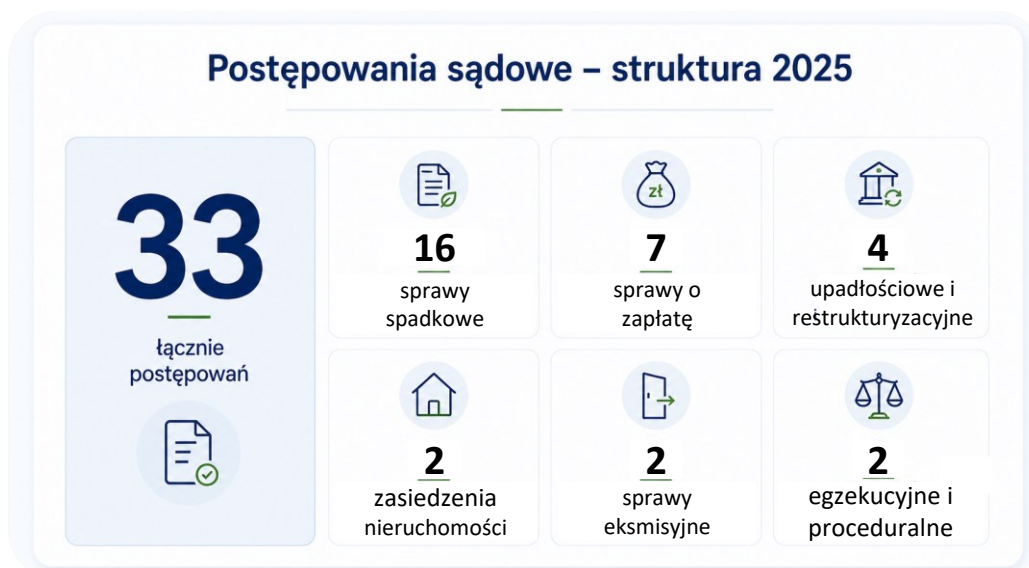 Postępowania sądowe – struktura 2025
33
łącznie
postępowań
16
sprawy
spadkowe
zł
7
sprawy o
zapłatę
4
upadłościowe i
restrukturyzacyjne
2
zasiedzenia
nieruchomości
2
sprawy
eksmisyjne
2
egzekucyjne i
proceduralne